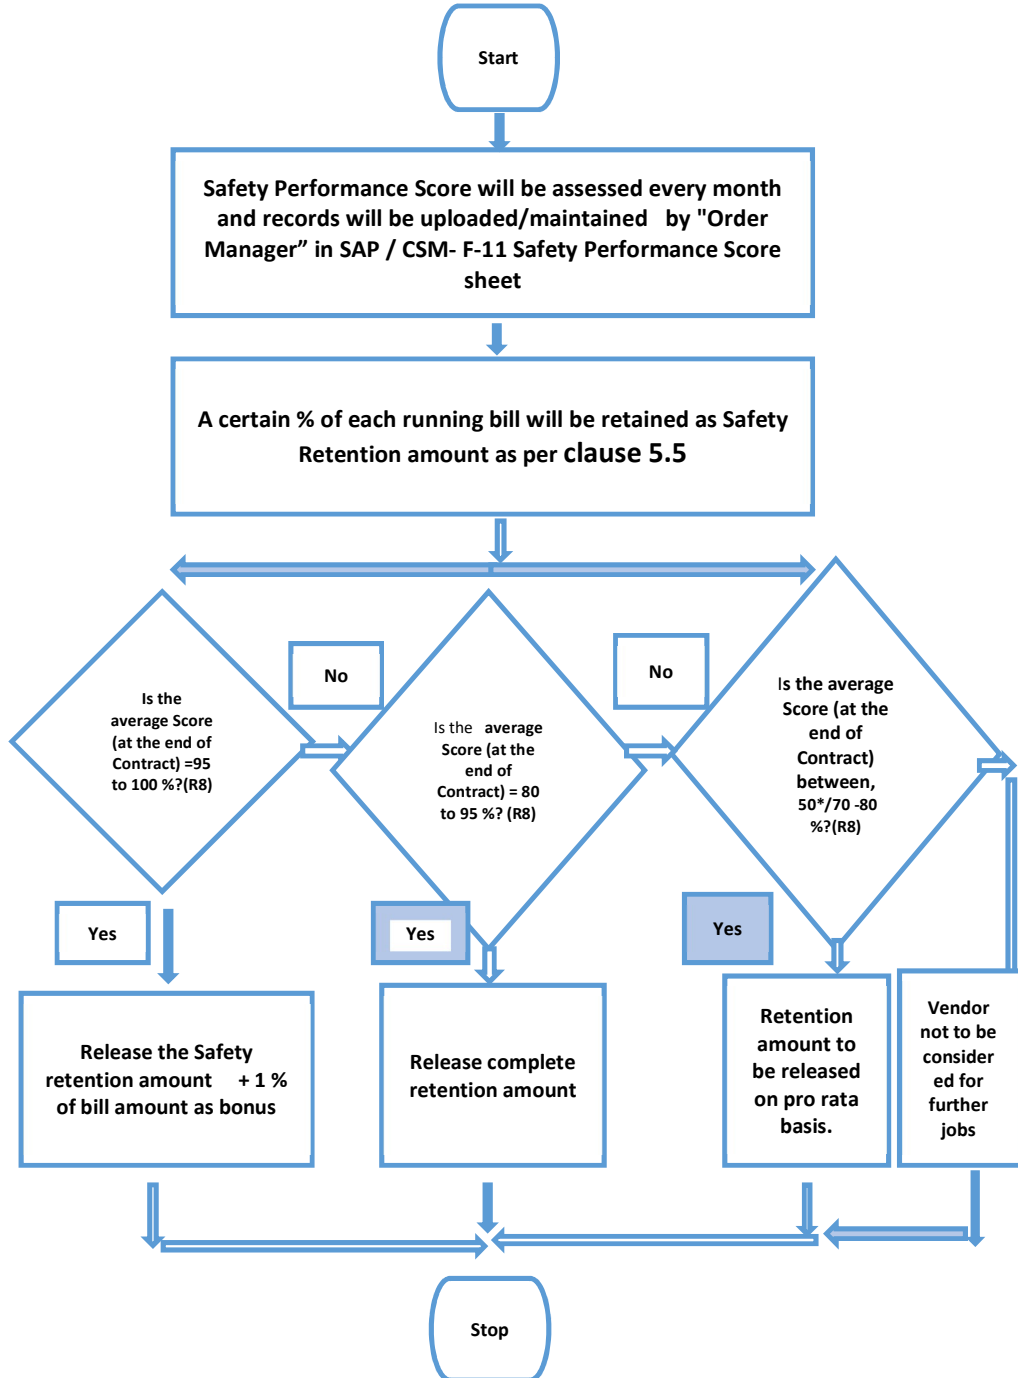 Start
Safety Performance Score will be assessed every month
and records will be uploaded/maintained by "Order
Manager” in SAP / CSM- F-11 Safety Performance Score
sheet
A certain % of each running bill will be retained as Safety
Retention amount as per clause 5.5
No
No
Is the
average Score
(at the end of
Contract) =95
to 100 %?(R8)
Is the average
Score (at the
end of
Contract) = 80
to 95 %? (R8)
Is the average
Score (at the
end of
Contract)
between,
50*/70 -80
%?(R8)
Yes
Yes
Yes
Release the Safety
retention amount + 1 %
of bill amount as bonus
Release complete
retention amount
Retention
amount to
be released
on pro rata
basis.
Vendor
not to be
consider
ed for
further
jobs
Stop